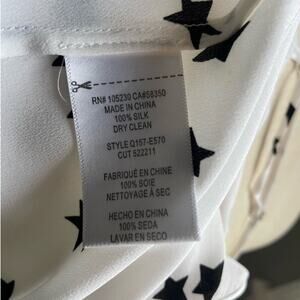 RN# 105230 CA#58350
MADE IN CHINA
100% SILK
DRY CLEAN
STYLE Q157-E570
CUT 522211
FABRIQUÉ EN CHINE
100% SOIE
NETTOYAGE À SEC
HECHO EN CHINA
100% SEDA
LAVAR EN SECO